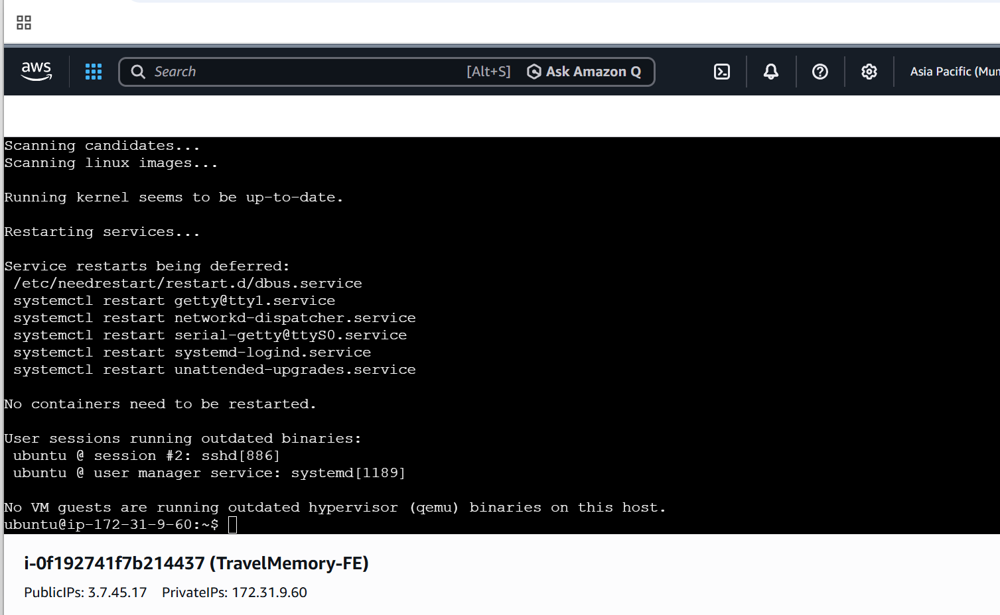 aws
Search [Alt+S] Ask Amazon Q Asia Pacific (Mum
Scanning candidates...
Scanning linux images...
Running kernel seems to be up-to-date.
Restarting services...
Service restarts being deferred:
/etc/needrestart/restart.d/dbus.service
systemctl restart getty@tty1.service
systemctl restart networkd-dispatcher.service
systemctl restart serial-getty@ttyS0.service
systemctl restart systemd-logind.service
systemctl restart unattended-upgrades.service
No containers need to be restarted.
User sessions running outdated binaries:
ubuntu @ session #2: sshd[886]
ubuntu @ user manager service: systemd[1189]
No VM guests are running outdated hypervisor (qemu) binaries on this host.
ubuntu@ip-172-31-9-60:~$
i-0f192741f7b214437 (TravelMemory-FE)
PublicIPs: 3.7.45.17 PrivateIPs: 172.31.9.60